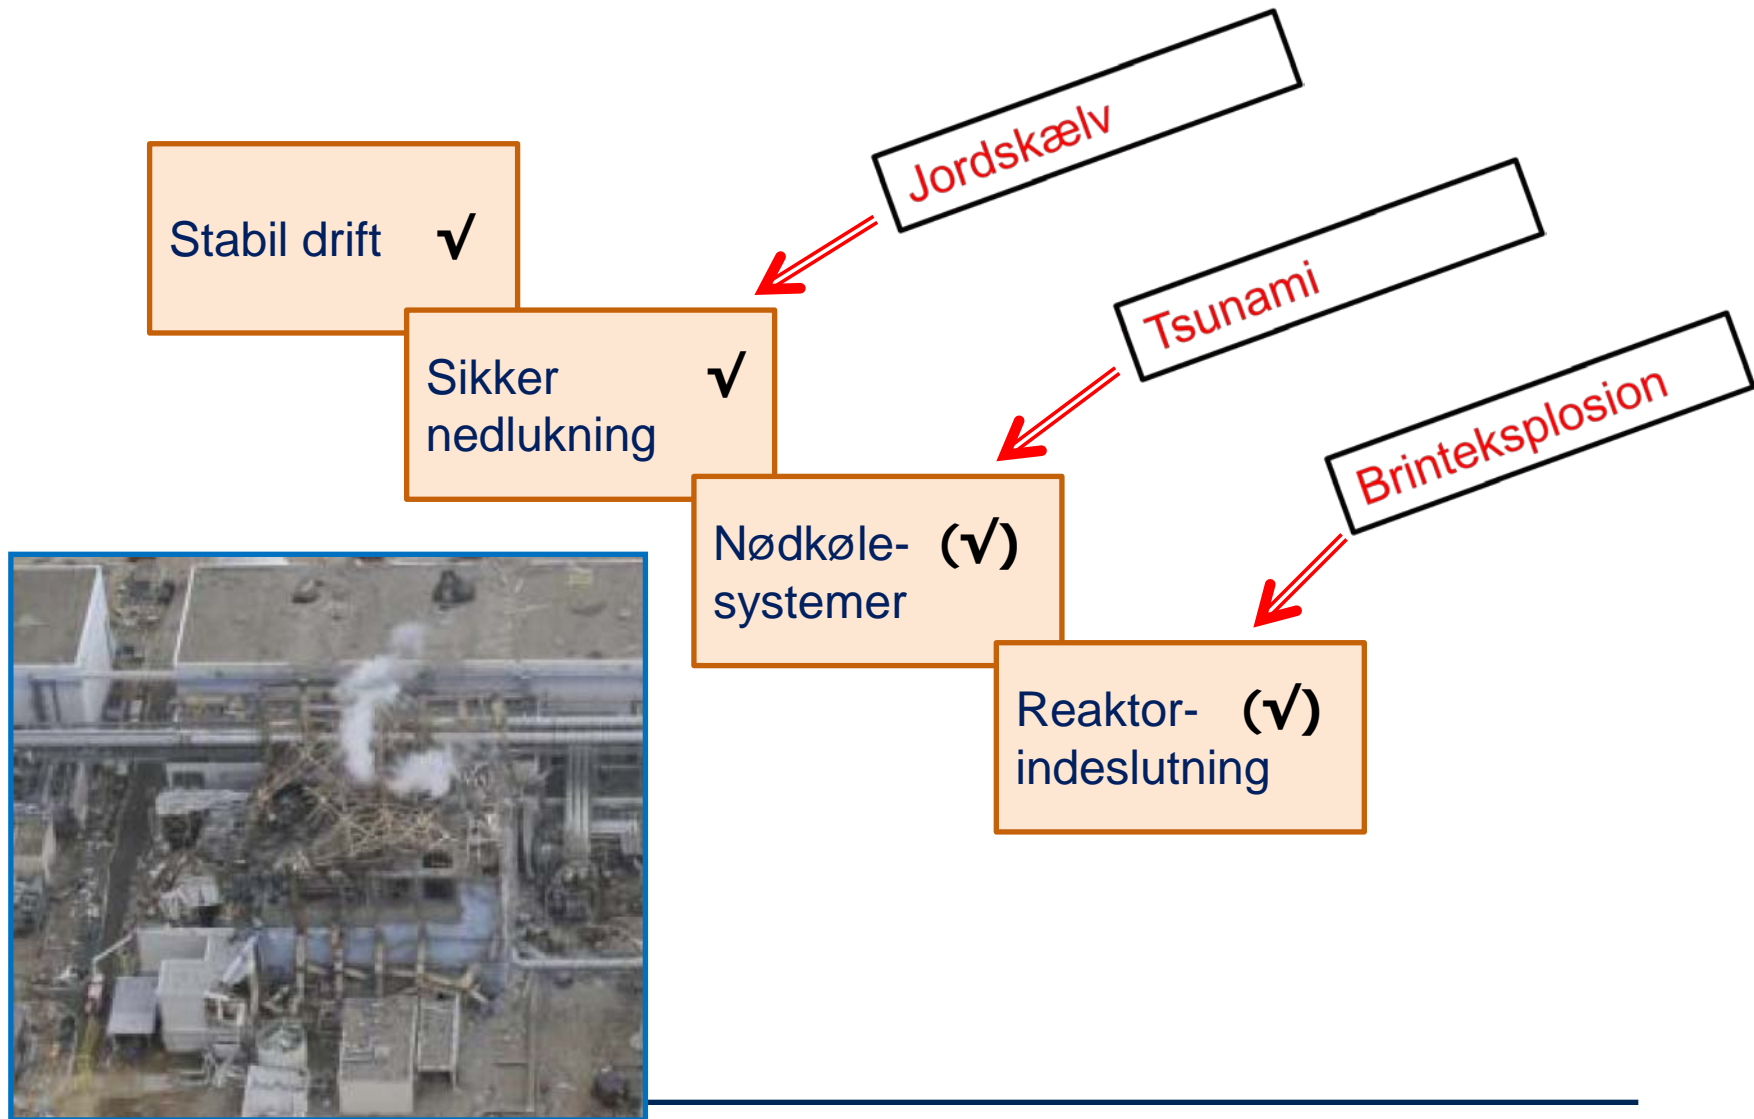 Jordskælv
Stabil drift √
Tsunami
Sikker √
nedlukning
Brinteksplosion
Nødkøle- (√)
systemer
Reaktor- (√)
indeslutning